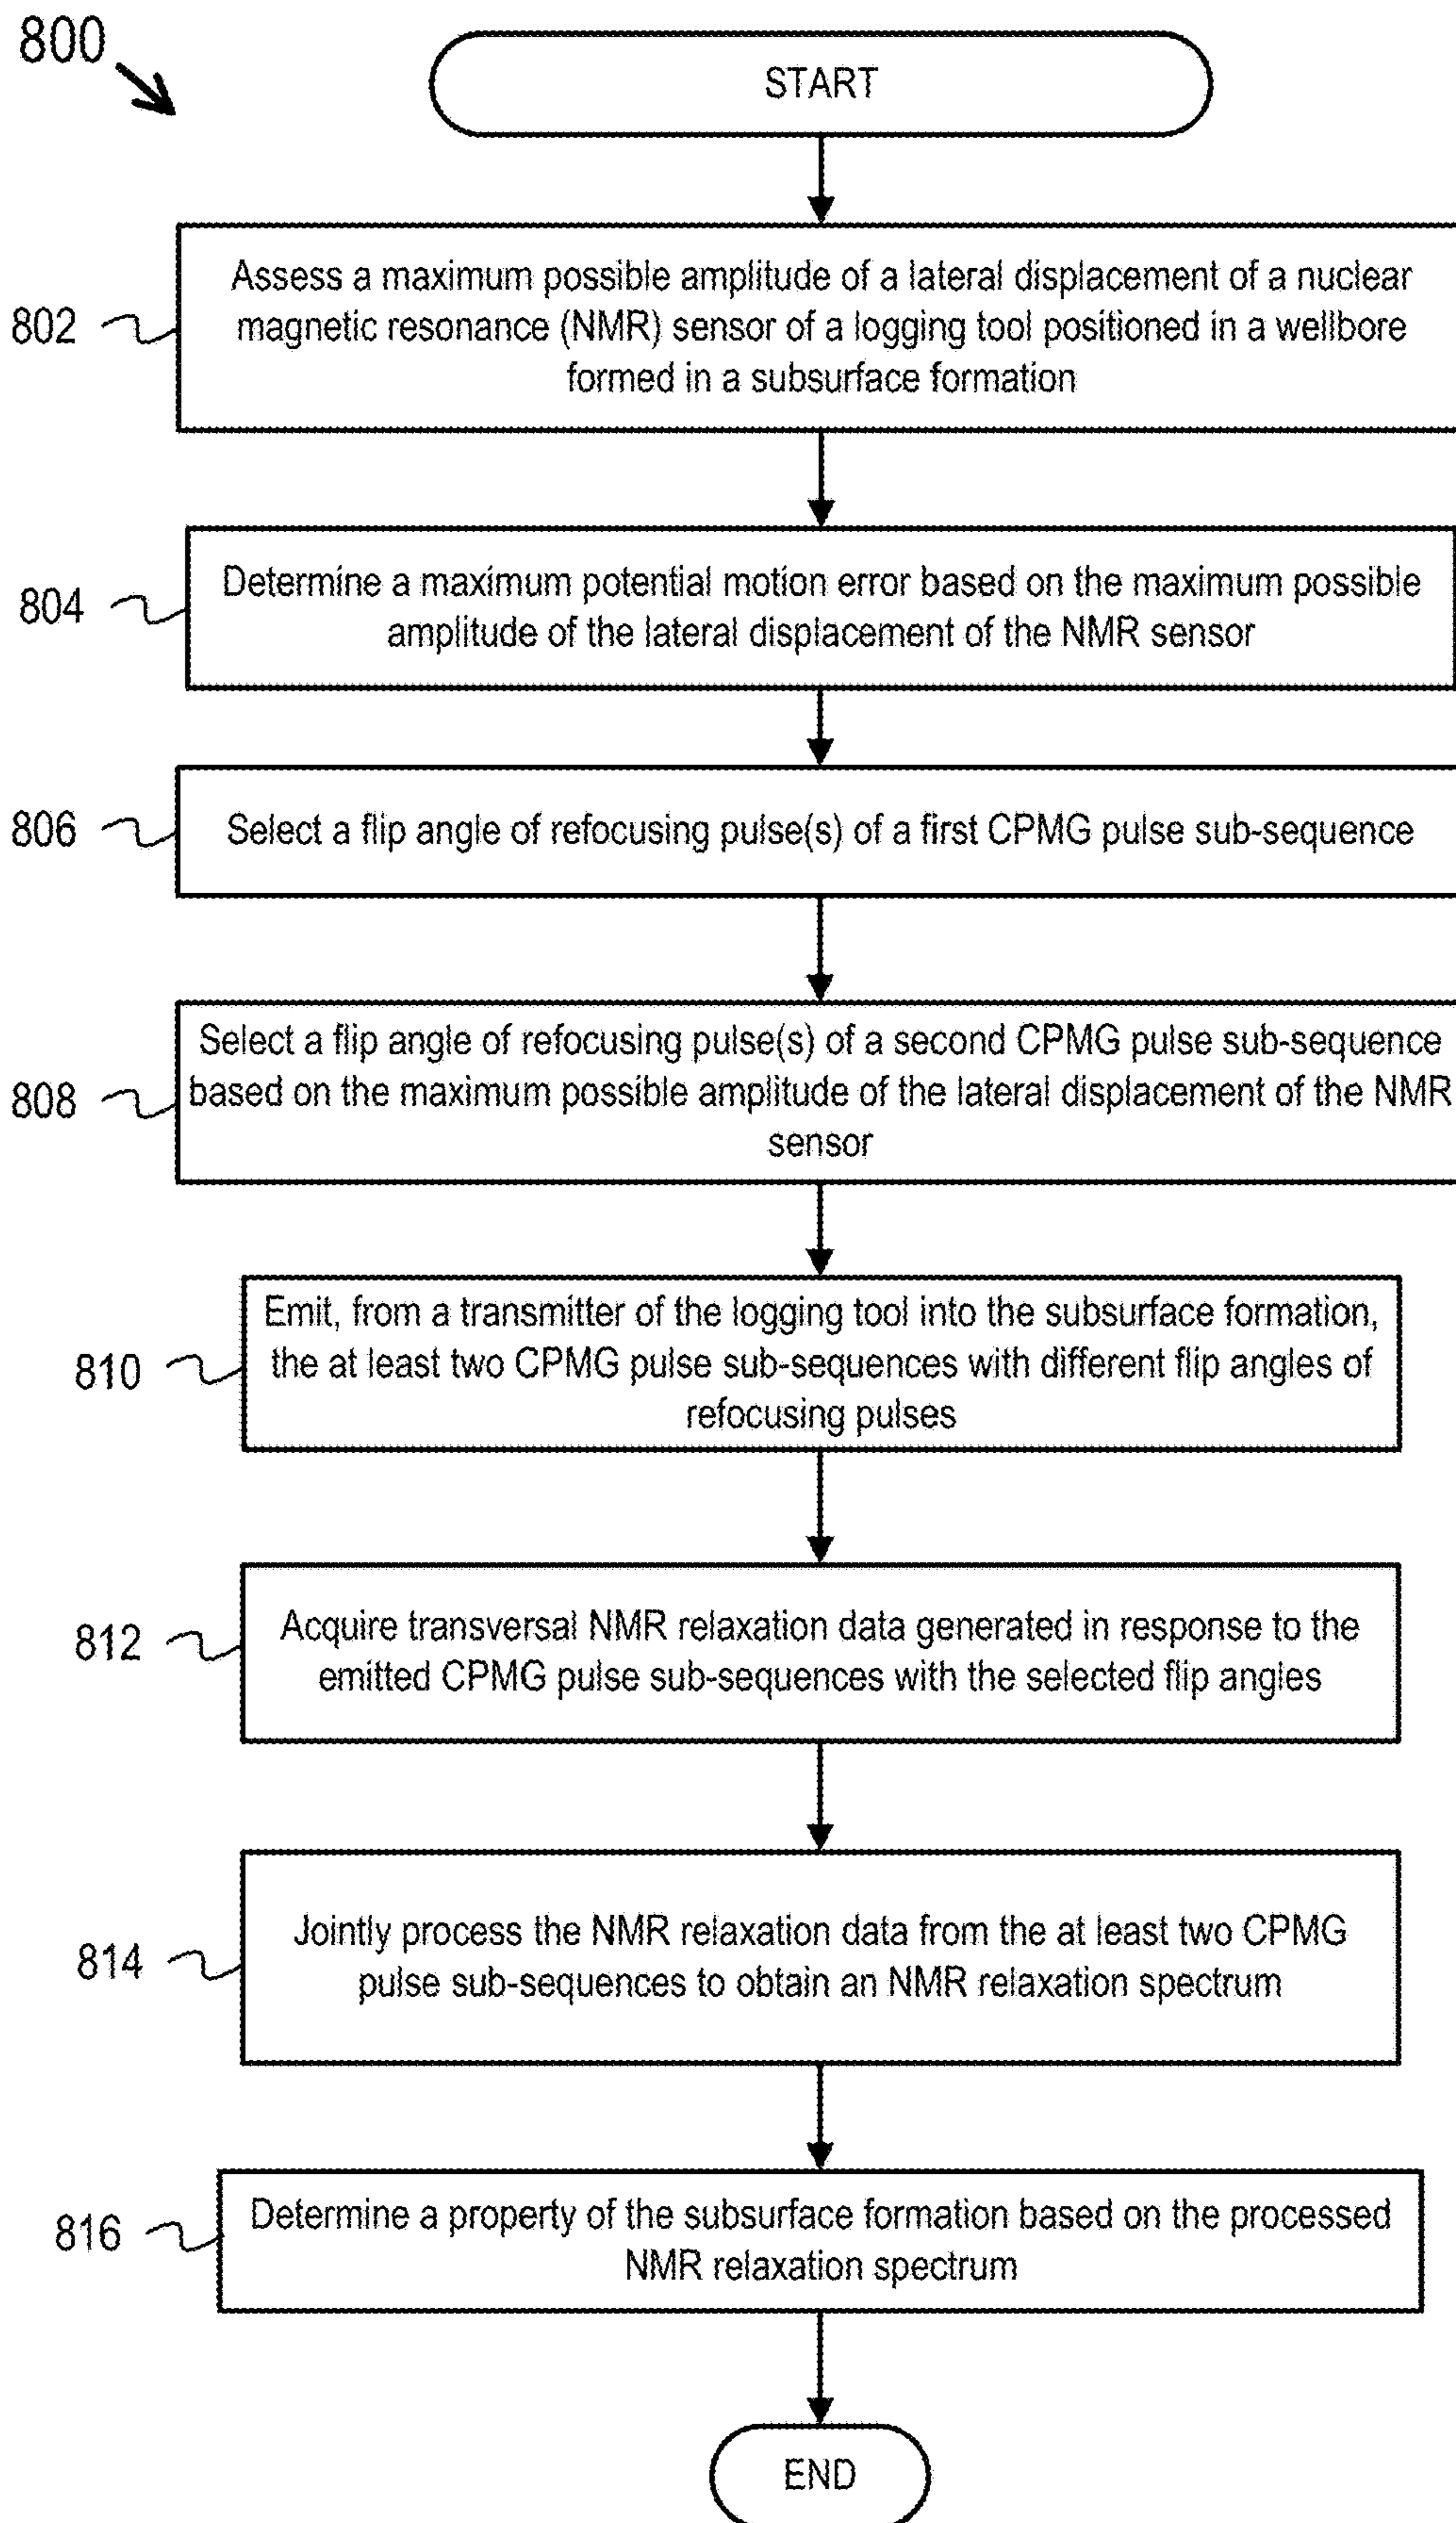 800
START
802
Assess a maximum possible amplitude of a lateral displacement of a nuclear
magnetic resonance (NMR) sensor of a logging tool positioned in a wellbore
formed in a subsurface formation
804
Determine a maximum potential motion error based on the maximum possible
amplitude of the lateral displacement of the NMR sensor
806
Select a flip angle of refocusing pulse(s) of a first CPMG pulse sub-sequence
808
Select a flip angle of refocusing pulse(s) of a second CPMG pulse sub-sequence
based on the maximum possible amplitude of the lateral displacement of the NMR
sensor
810
Emit, from a transmitter of the logging tool into the subsurface formation,
the at least two CPMG pulse sub-sequences with different flip angles of
refocusing pulses
812
Acquire transversal NMR relaxation data generated in response to the
emitted CPMG pulse sub-sequences with the selected flip angles
814
Jointly process the NMR relaxation data from the at least two CPMG
pulse sub-sequences to obtain an NMR relaxation spectrum
816
Determine a property of the subsurface formation based on the processed
NMR relaxation spectrum
END